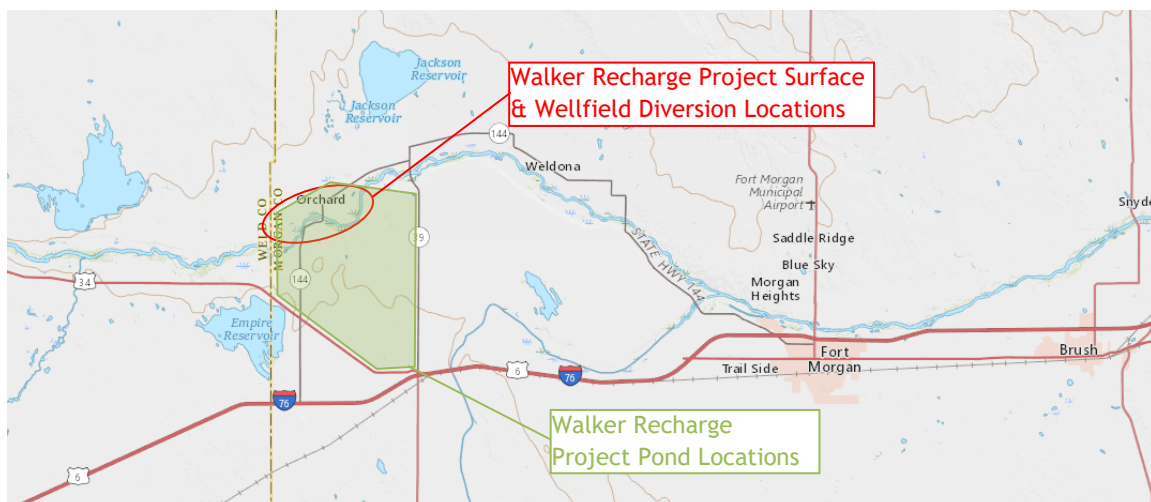 Jackson
Reservoir
Jackson
Reservoir
Walker Recharge Project Surface
& Wellfield Diversion Locations
144
Weldona
Fort Morgan
Municipal
Airport
Orchard
WELD CO
MORGAN CO
39
Snyde
Saddle Ridge
Blue Sky
STATE HWY 144
Morgan
Heights
34
144
Empire
Reservoir
Fort
Morgan
Brush
Trail Side
6
76
76
6
Walker Recharge
Project Pond Locations